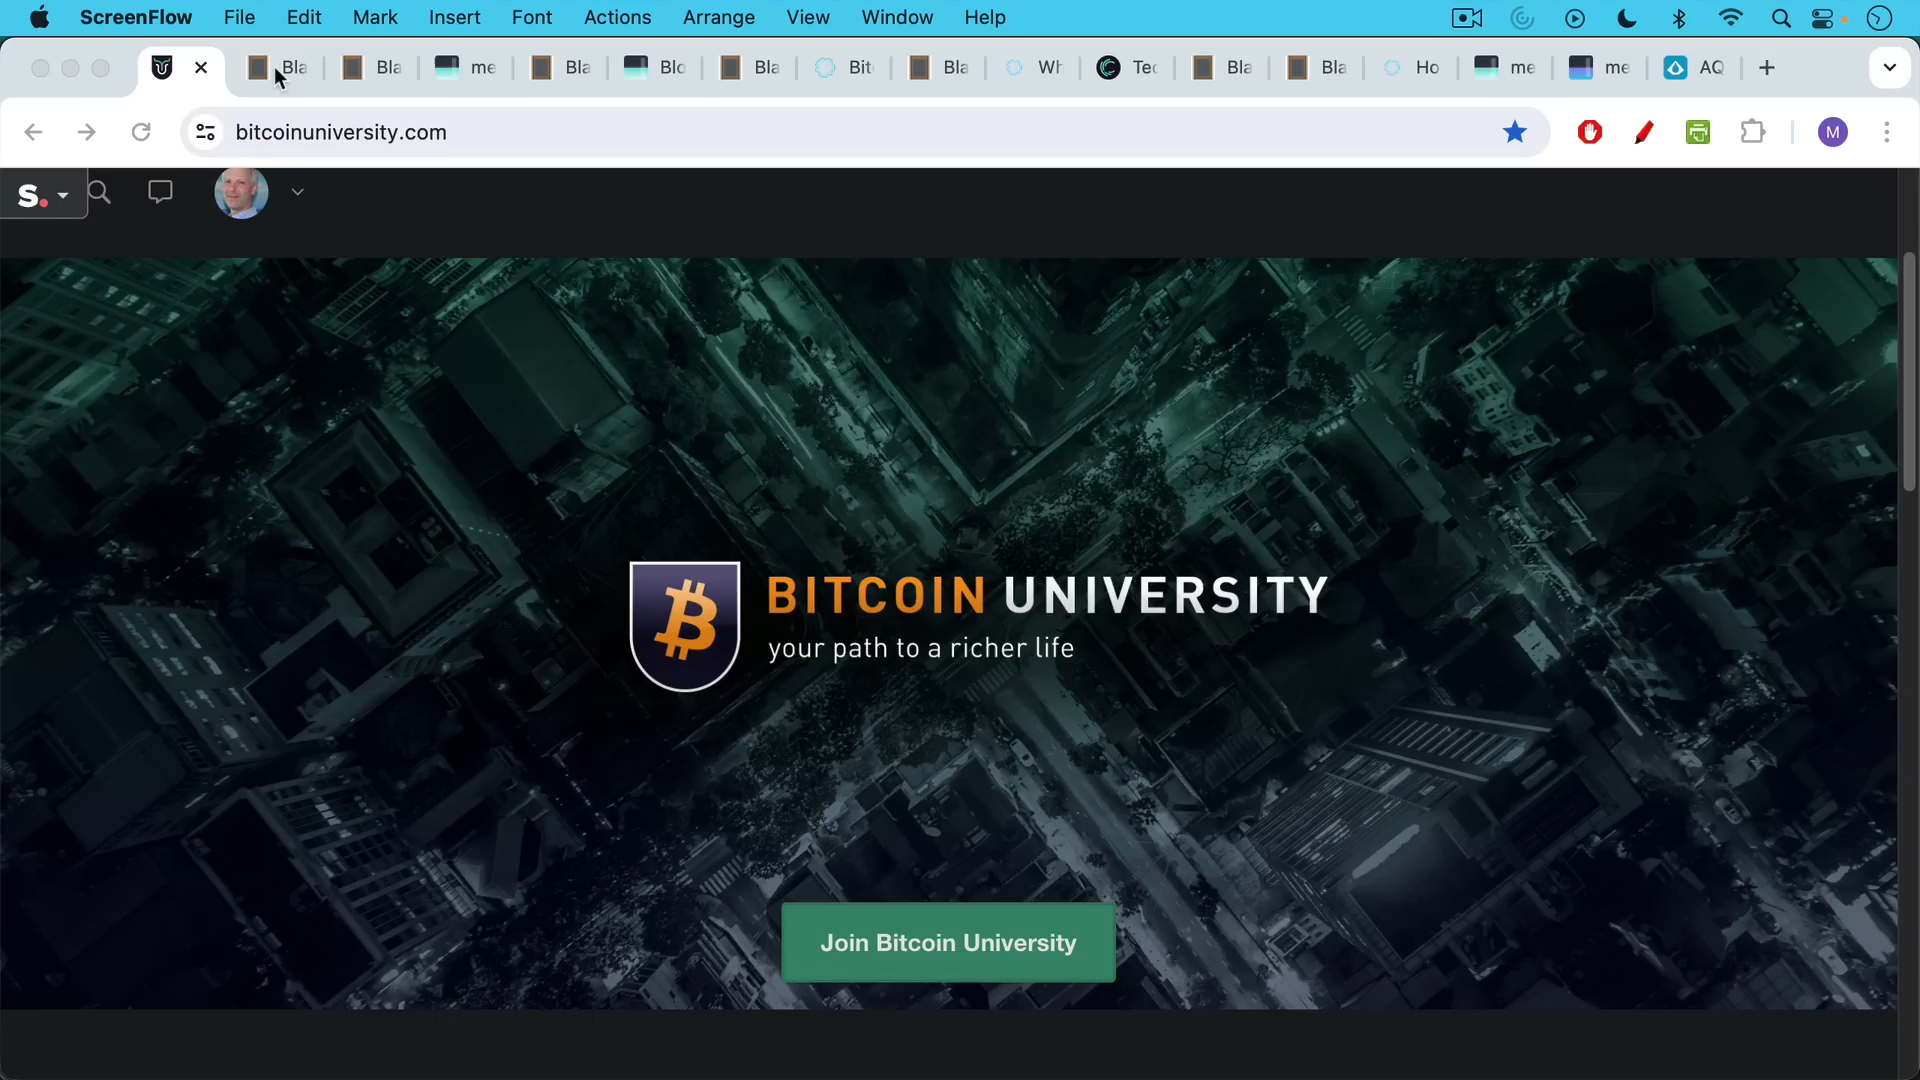 ScreenFlow File Edit Mark Insert Font Actions Arrange View Window Help
Bla Bla me Bla Blo Bla Bit Bla Wh Tec Bla Bla Ho me me AQ
bitcoinuniversity.com
M
S.
BITCOIN UNIVERSITY
your path to a richer life
Join Bitcoin University